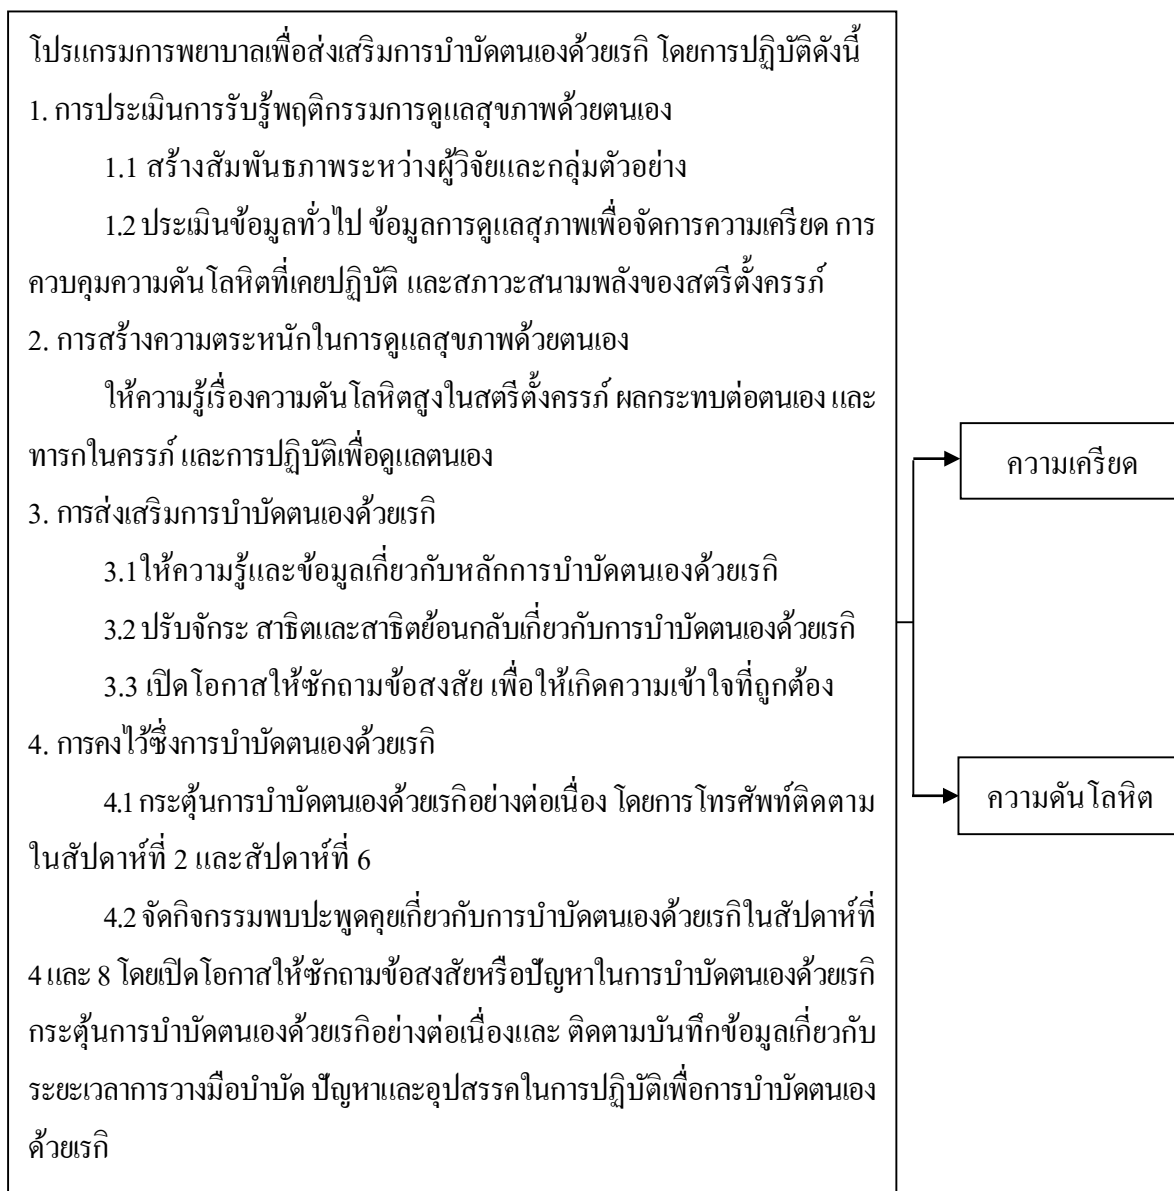 โปรแกรมการพยาบาลเพื่อส่งเสริมการบำบัดตนเองด้วยเรกิ โดยการปฏิบัติดังนี้
1. การประเมินการรับรู้พฤติกรรมการดูแลสุขภาพด้วยตนเอง
1.1 สร้างสัมพันธภาพระหว่างผู้วิจัยและกลุ่มตัวอย่าง
1.2 ประเมินข้อมูลทั่วไป ข้อมูลการดูแลสุภาพเพื่อจัดการความเครียด การ
ควบคุมความดันโลหิตที่เคยปฏิบัติ และสภาวะสนามพลังของสตรีตั้งครรภ์
2. การสร้างความตระหนักในการดูแลสุขภาพด้วยตนเอง
ให้ความรู้เรื่องความดันโลหิตสูงในสตรีตั้งครรภ์ ผลกระทบต่อตนเอง และ
ทารกในครรภ์ และการปฏิบัติเพื่อดูแลตนเอง
3. การส่งเสริมการบำบัดตนเองด้วยเรกิ
3.1ให้ความรู้และข้อมูลเกี่ยวกับหลักการบำบัดตนเองด้วยเรกิ
3.2 ปรับจักระ สาธิตและสาธิตย้อนกลับเกี่ยวกับการบำบัดตนเองด้วยเรกิ
3.3 เปิดโอกาสให้ซักถามข้อสงสัย เพื่อให้เกิดความเข้าใจที่ถูกต้อง
4. การคงไว้ซึ่งการบำบัดตนเองด้วยเรกิ
4.1 กระตุ้นการบำบัดตนเองด้วยเรกิอย่างต่อเนื่อง โดยการโทรศัพท์ติดตาม
ในสัปดาห์ที่ 2 และสัปดาห์ที่ 6
4.2 จัดกิจกรรมพบปะพูดคุยเกี่ยวกับการบำบัดตนเองด้วยเรกิในสัปดาห์ที่
4 และ 8 โดยเปิดโอกาสให้ซักถามข้อสงสัยหรือปัญหาในการบำบัดตนเองด้วยเรกิ
กระตุ้นการบำบัดตนเองด้วยเรกิอย่างต่อเนื่องและ ติดตามบันทึกข้อมูลเกี่ยวกับ
ระยะเวลาการวางมือบำบัด ปัญหาและอุปสรรคในการปฏิบัติเพื่อการบำบัดตนเอง
ด้วยเรกิ
ความเครียด
ความดันโลหิต